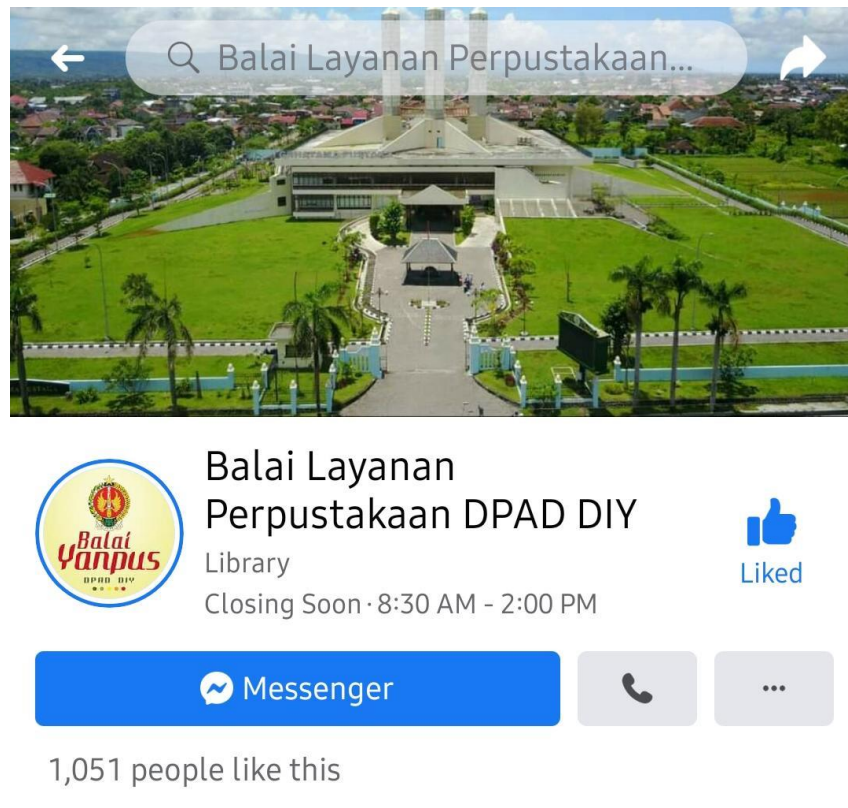 Balai Layanan Perpustakaan...
Balai Layanan
Perpustakaan DPAD DIY
Library
Closing Soon · 8:30 AM - 2:00 PM
Balai
Yanpus
DPAD DIY
Liked
Messenger
1,051 people like this